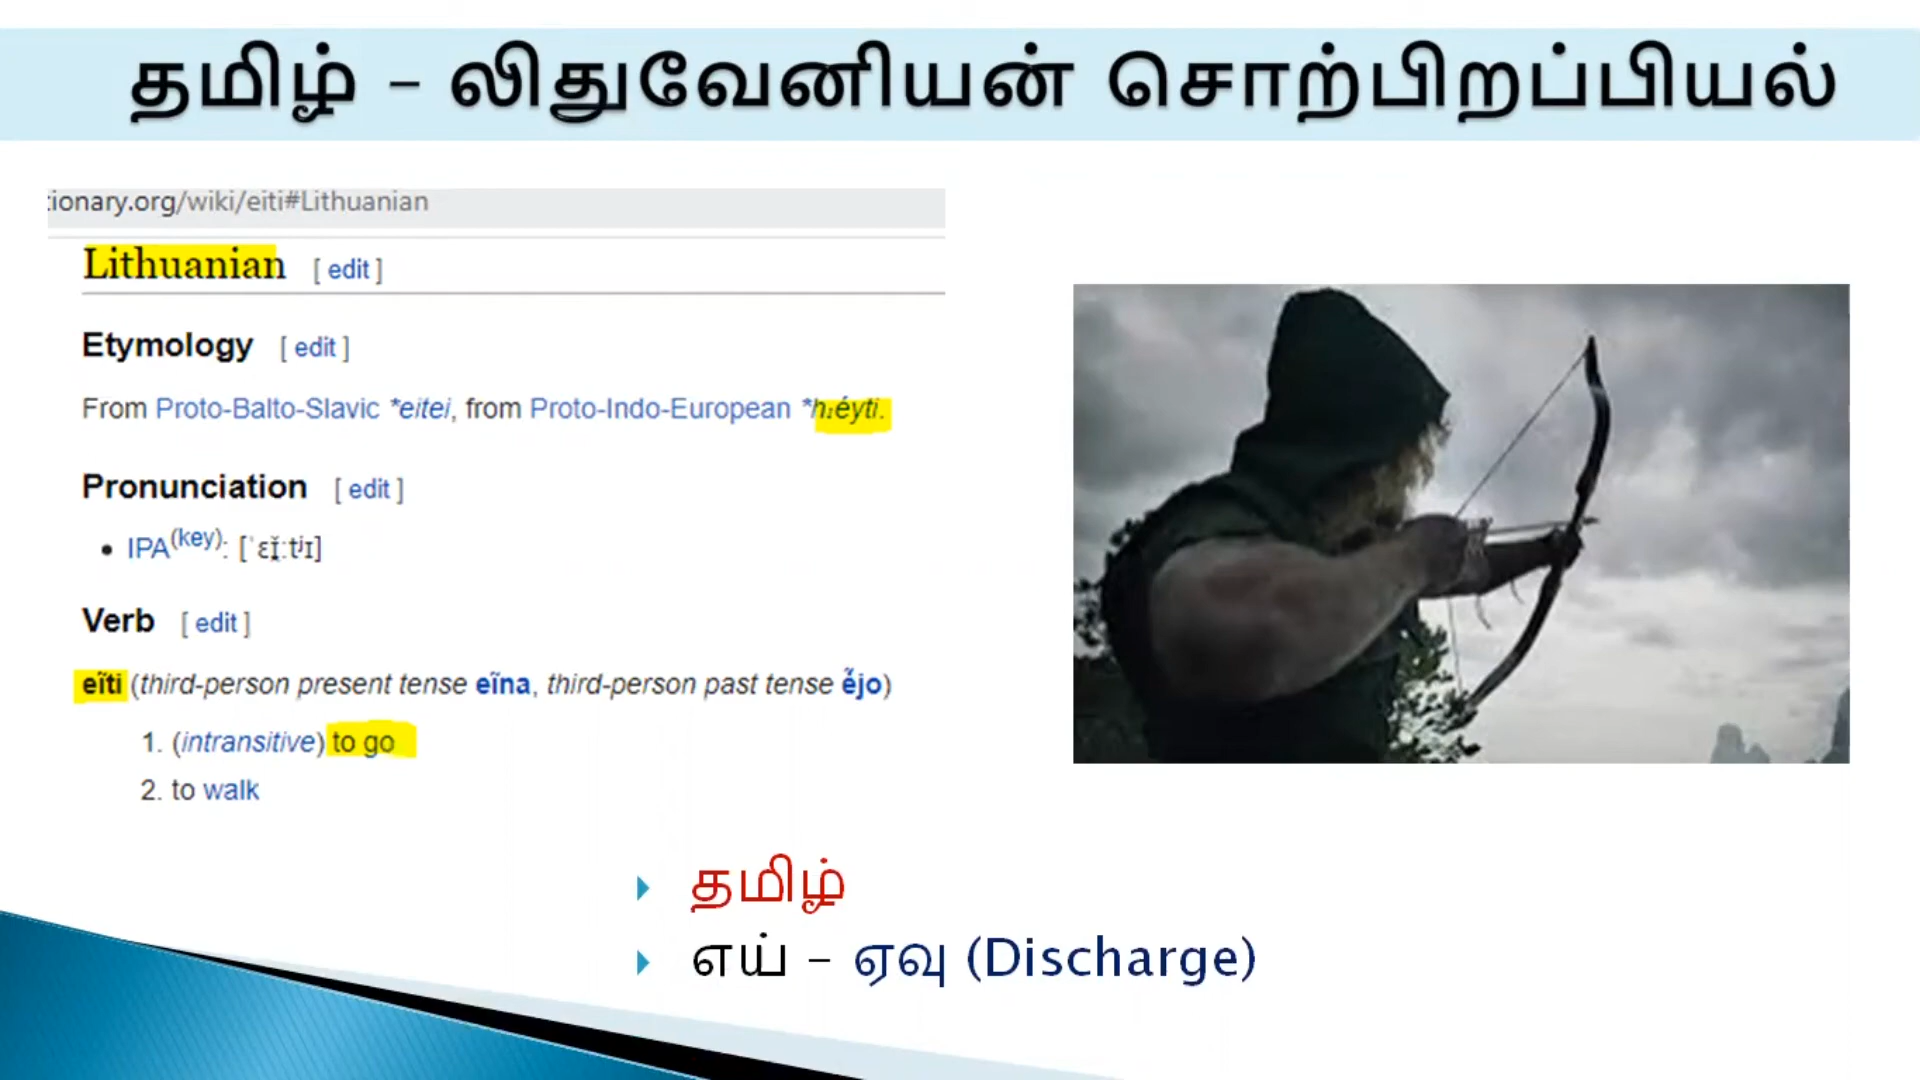 தமிழ் – லிதுவேனியன் சொற்பிறப்பியல்
tionary.org/wiki/eiti#Lithuanian
Lithuanian [ edit ]
Etymology [ edit ]
From Proto-Balto-Slavic *eitei, from Proto-Indo-European *h₁éyti.
Pronunciation [ edit ]
• IPA(key): [ˈɛɪ̯ˑtʲɪ]
Verb [ edit ]
eĩti (third-person present tense eĩna, third-person past tense ė̃jo)
1. (intransitive) to go
2. to walk
தமிழ்
எய் – ஏவு (Discharge)